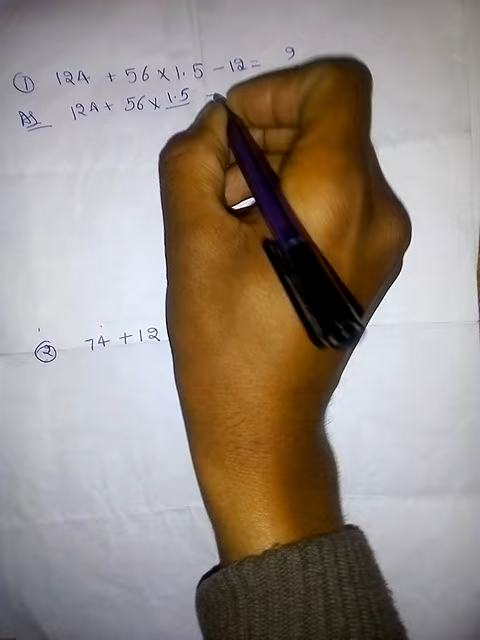 ① 124 + 56 × 1.5 - 12 = ?
AS 124 + 56 × 1.5 -
② 74 + 12